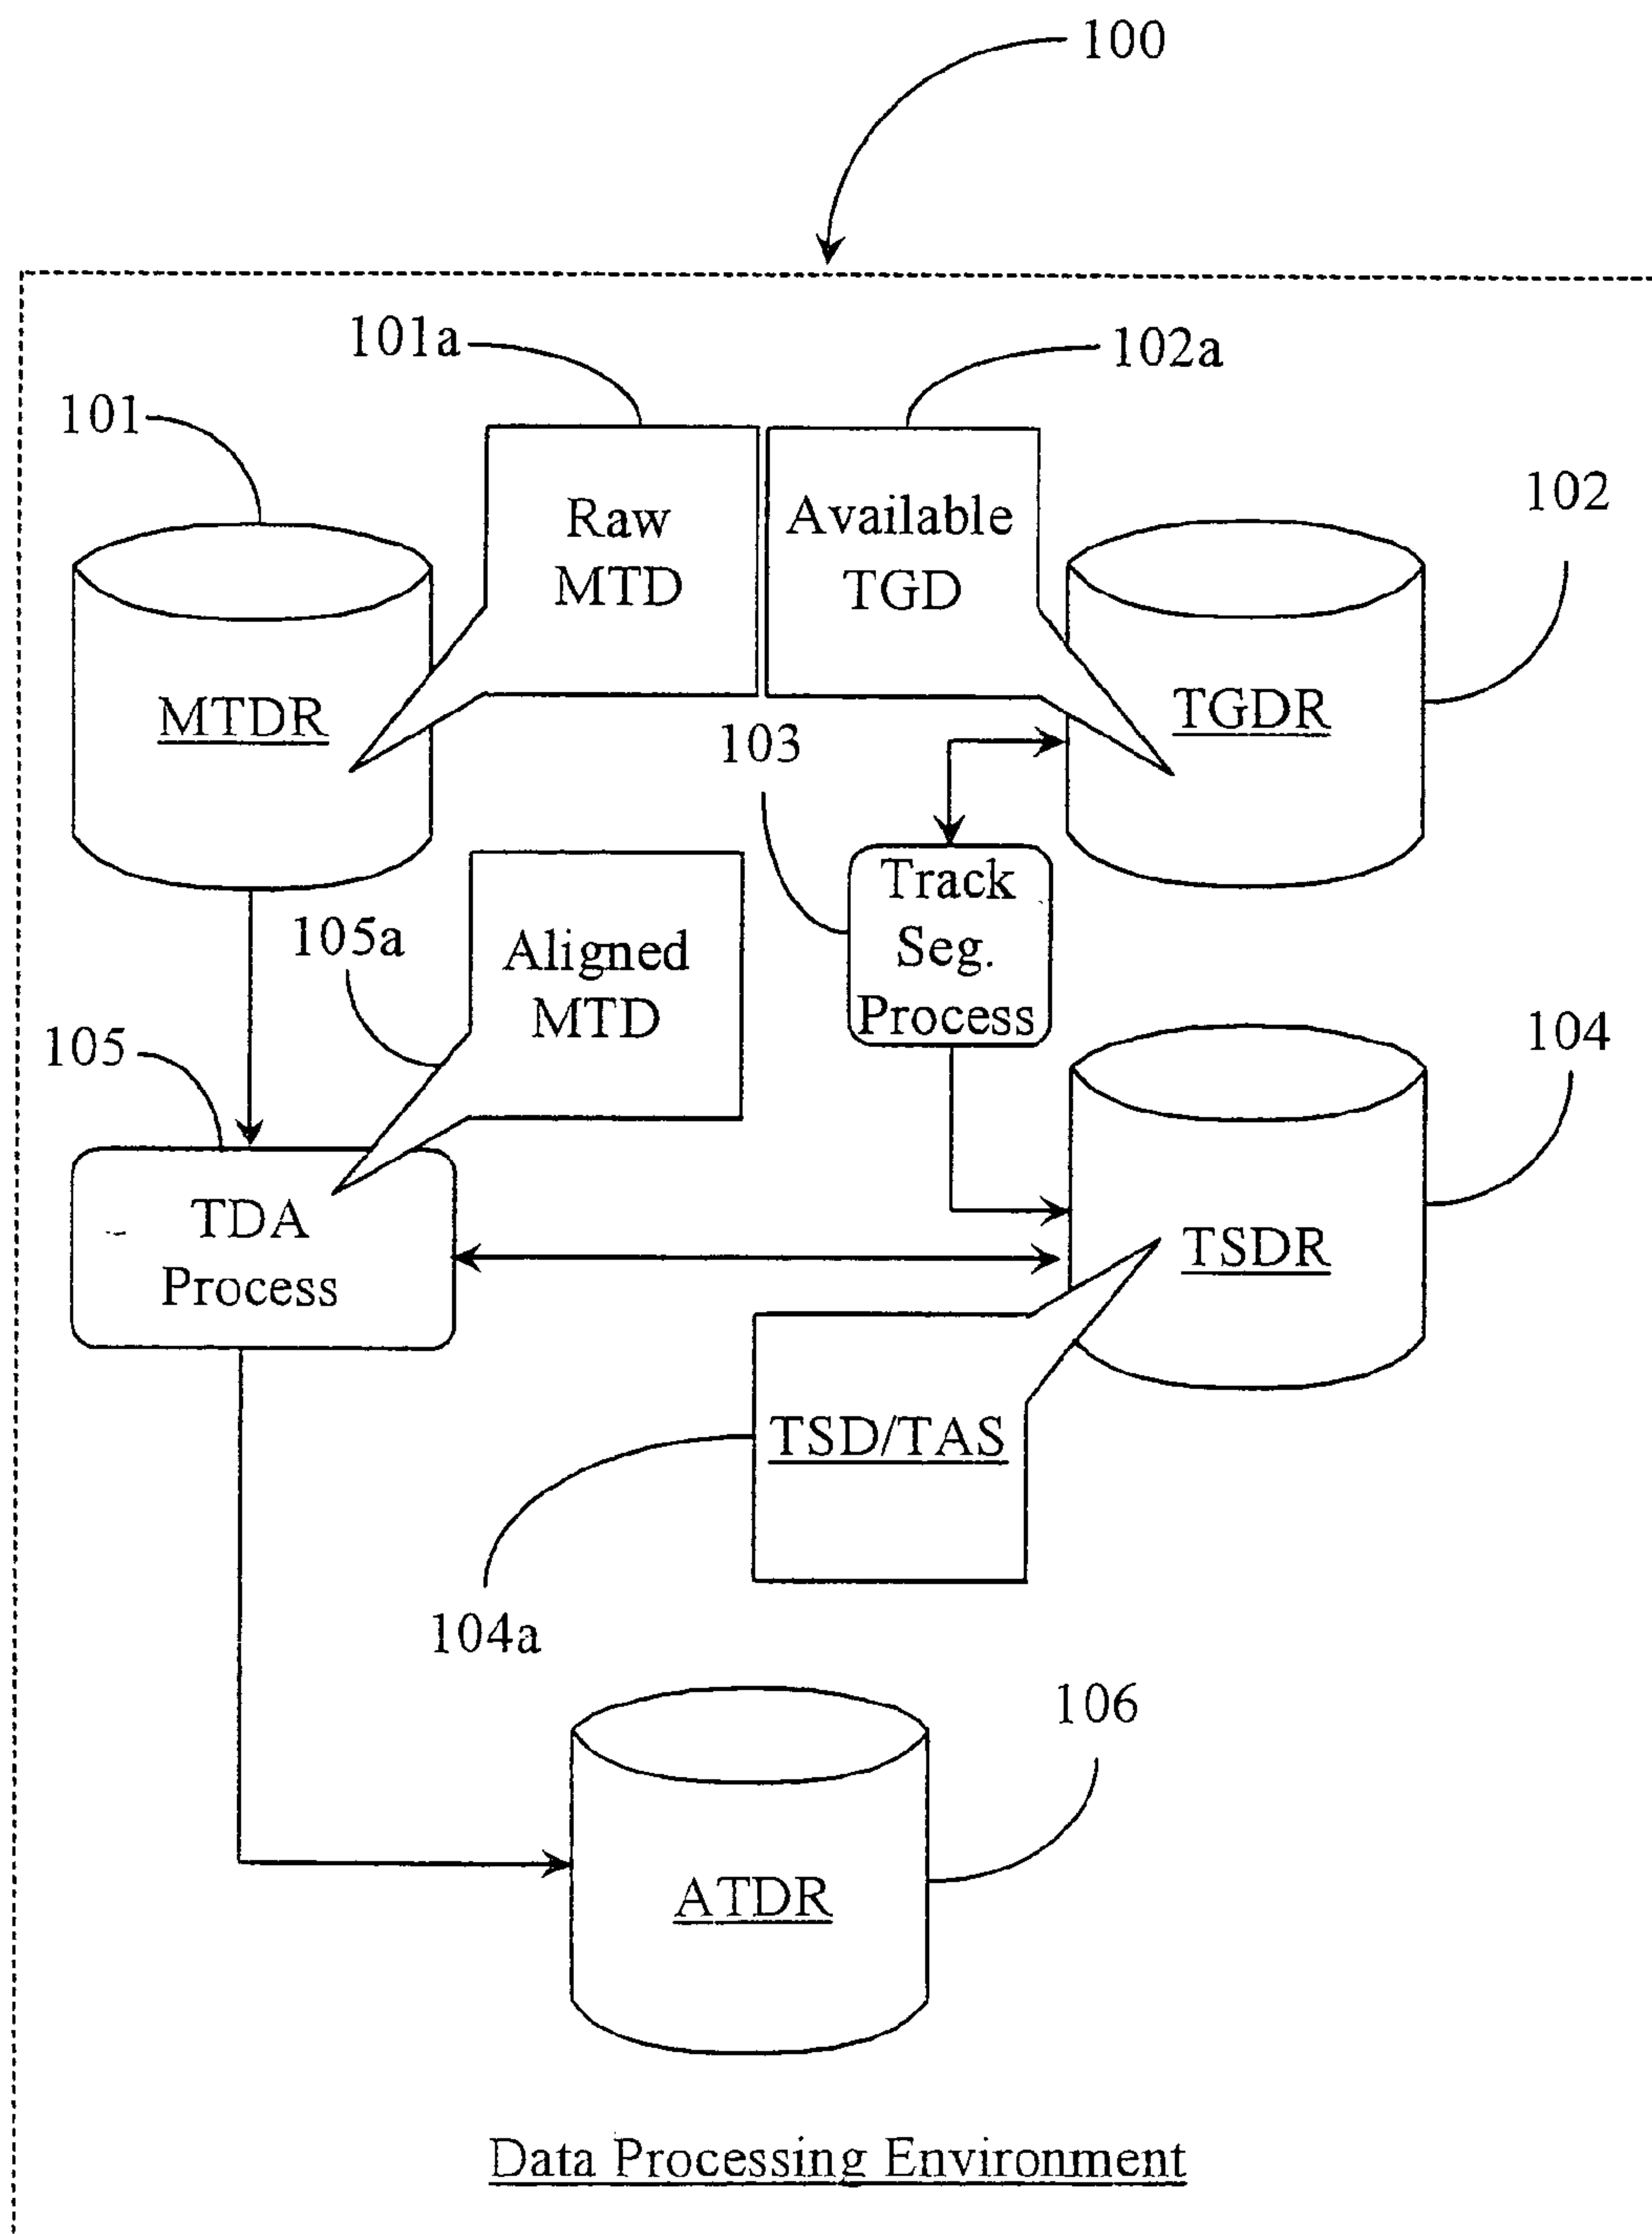 100
101a
102a
101
102
Raw
MTD
Available
TGD
MTDR
TGDR
103
Track
Seg.
Process
105a
Aligned
MTD
105
104
TDA
Process
TSDR
TSD/TAS
104a
106
ATDR
Data Processing Environment